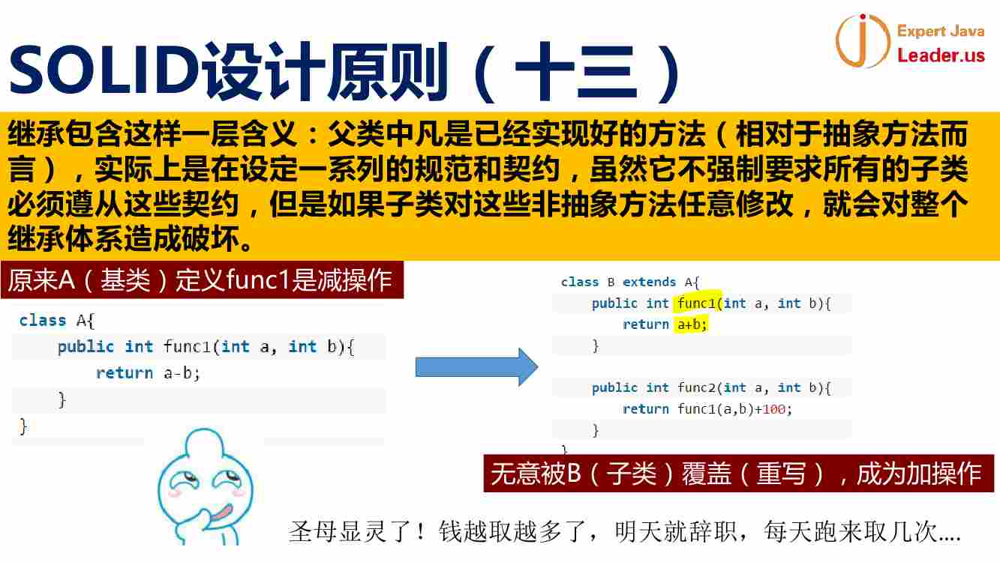 Expert Java
Leader.us
SOLID设计原则（十三）
继承包含这样一层含义：父类中凡是已经实现好的方法（相对于抽象方法而
言），实际上是在设定一系列的规范和契约，虽然它不强制要求所有的子类
必须遵从这些契约，但是如果子类对这些非抽象方法任意修改，就会对整个
继承体系造成破坏。
原来A（基类）定义func1是减操作
class A{
    public int func1(int a, int b){
        return a-b;
    }
}
class B extends A{
    public int func1(int a, int b){
        return a+b;
    }
    public int func2(int a, int b){
        return func1(a,b)+100;
    }
}
无意被B（子类）覆盖（重写），成为加操作
圣母显灵了！钱越取越多了，明天就辞职，每天跑来取几次....